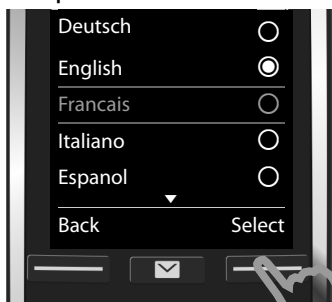 Deutsch
English
Francais
Italiano
Espanol
Back Select